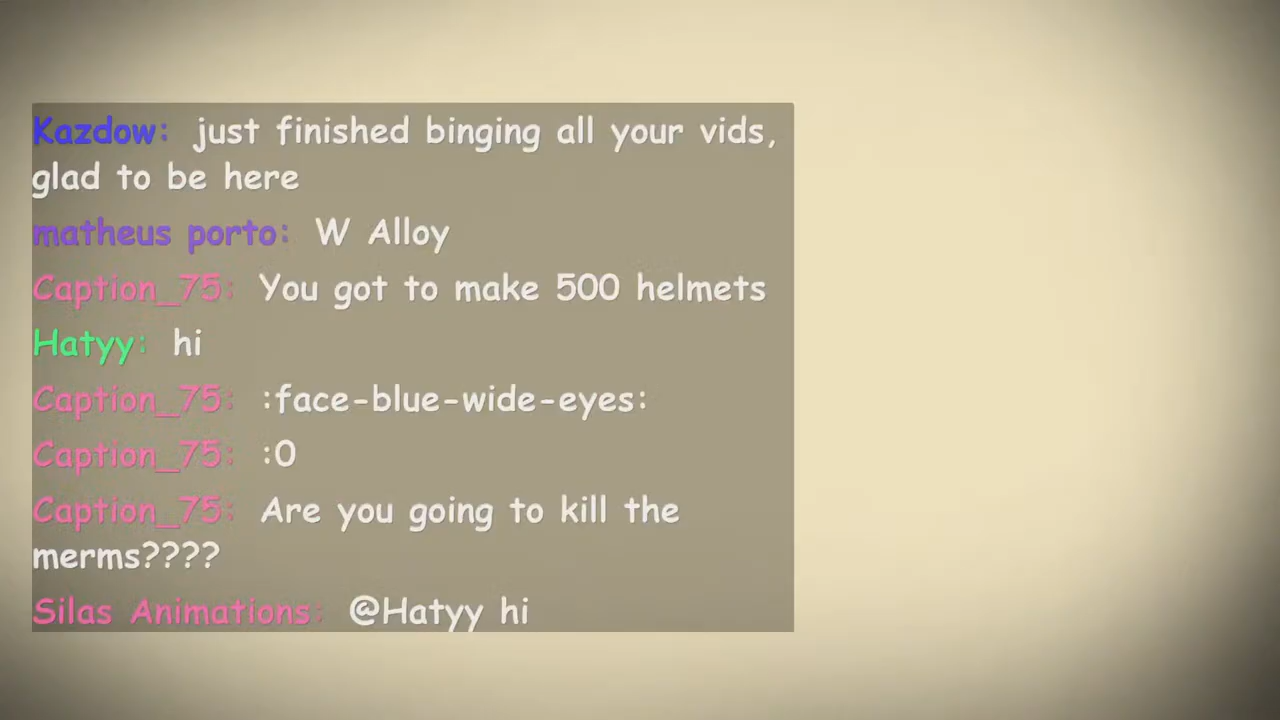 Kazdow: just finished binging all your vids,
glad to be here
matheus porto: W Alloy
Caption_75: You got to make 500 helmets
Hatyy: hi
Caption_75: :face-blue-wide-eyes:
Caption_75: :0
Caption_75: Are you going to kill the
merms????
Silas Animations: @Hatyy hi